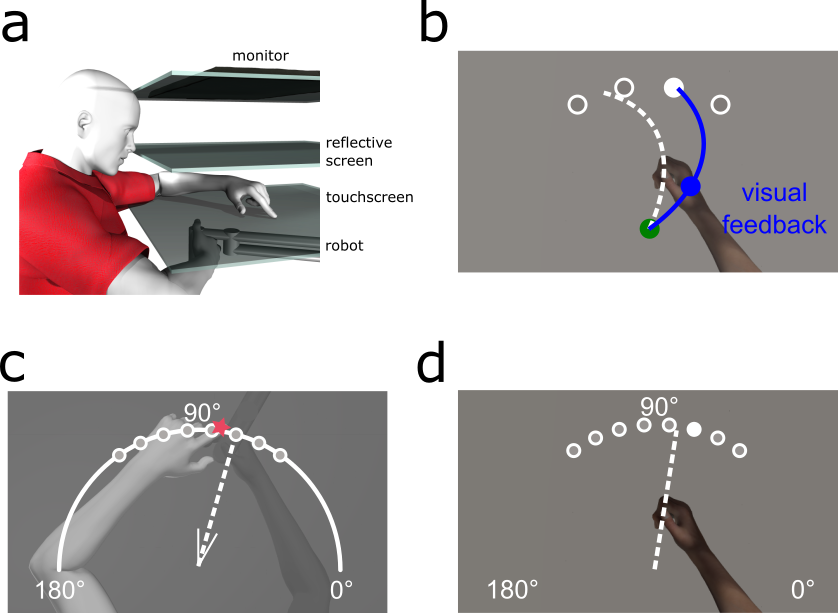 a
monitor
reflective
screen
touchscreen
robot
b
visual
feedback
c
90°
180°
0°
d
90°
180°
0°